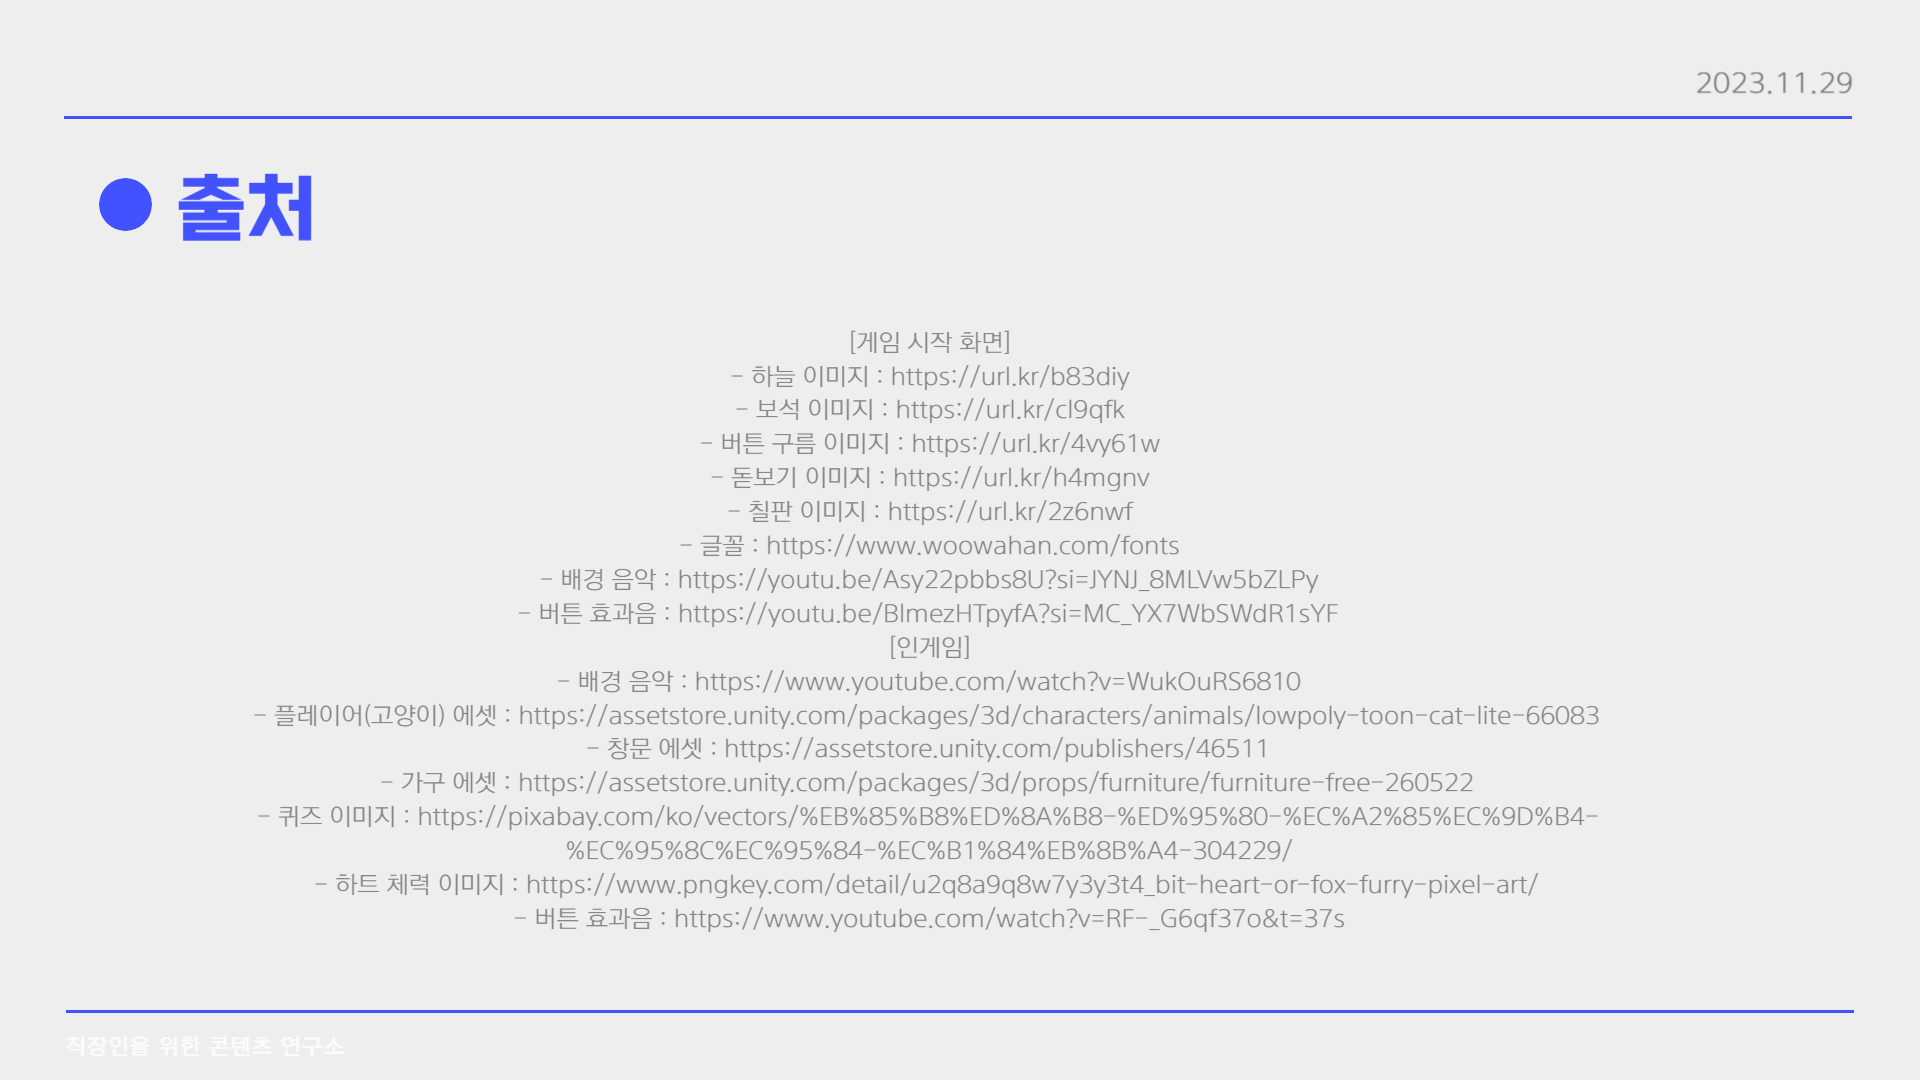 2023.11.29
출처
[게임 시작 화면]
- 하늘 이미지 : https://url.kr/b83diy
- 보석 이미지 : https://url.kr/cl9qfk
- 버튼 구름 이미지 : https://url.kr/4vy61w
- 돋보기 이미지 : https://url.kr/h4mgnv
- 칠판 이미지 : https://url.kr/2z6nwf
- 글꼴 : https://www.woowahan.com/fonts
- 배경 음악 : https://youtu.be/Asy22pbbs8U?si=JYNJ_8MLVw5bZLPy
- 버튼 효과음 : https://youtu.be/BlmezHTpyfA?si=MC_YX7WbSWdR1sYF
[인게임]
- 배경 음악 : https://www.youtube.com/watch?v=WukOuRS6810
- 플레이어(고양이) 에셋 : https://assetstore.unity.com/packages/3d/characters/animals/lowpoly-toon-cat-lite-66083
- 창문 에셋 : https://assetstore.unity.com/publishers/46511
- 가구 에셋 : https://assetstore.unity.com/packages/3d/props/furniture/furniture-free-260522
- 퀴즈 이미지 : https://pixabay.com/ko/vectors/%EB%85%B8%ED%8A%B8-%ED%95%80-%EC%A2%85%EC%9D%B4-
%EC%95%8C%EC%95%84-%EC%B1%84%EB%8B%A4-304229/
- 하트 체력 이미지 : https://www.pngkey.com/detail/u2q8a9q8w7y3y3t4_bit-heart-or-fox-furry-pixel-art/
- 버튼 효과음 : https://www.youtube.com/watch?v=RF-_G6qf37o&t=37s
직장인을 위한 콘텐츠 연구소